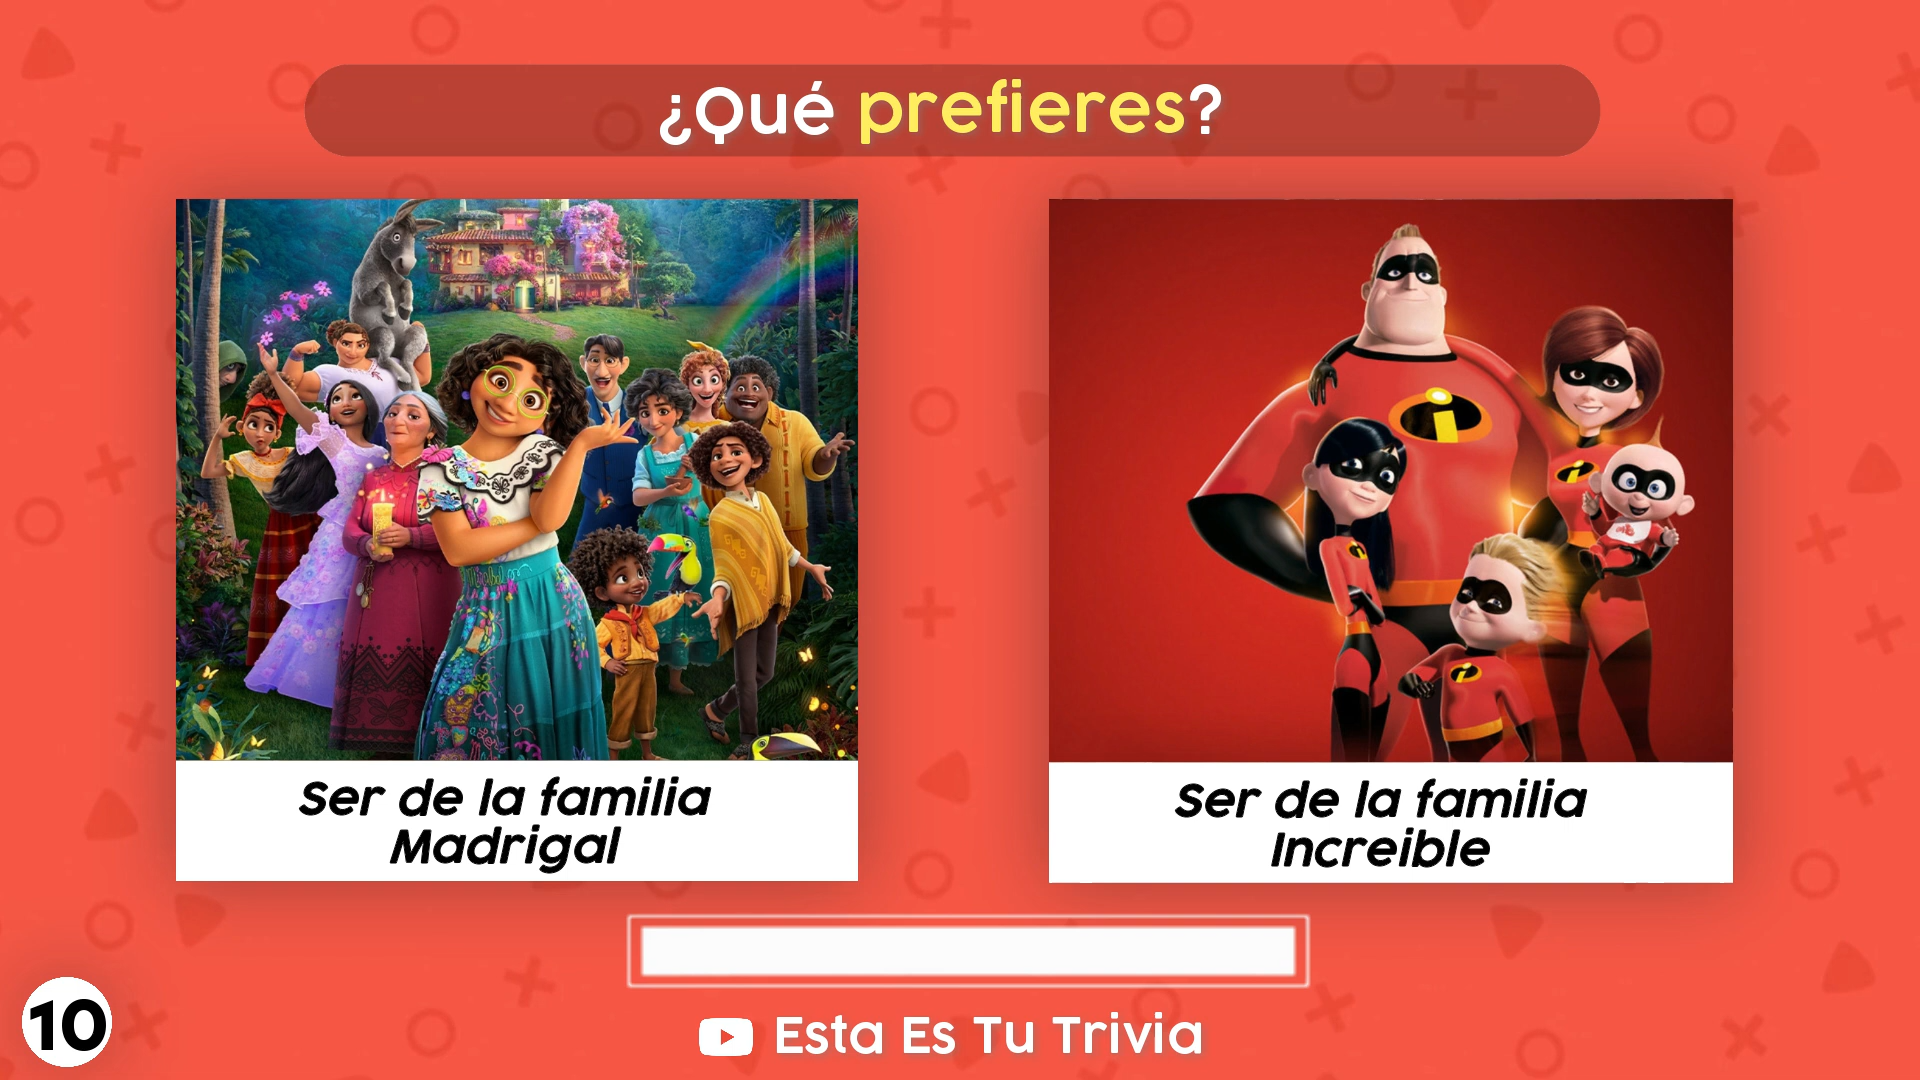 ¿Qué prefieres?
Ser de la familia
Madrigal
Ser de la familia
Increible
10
Esta Es Tu Trivia